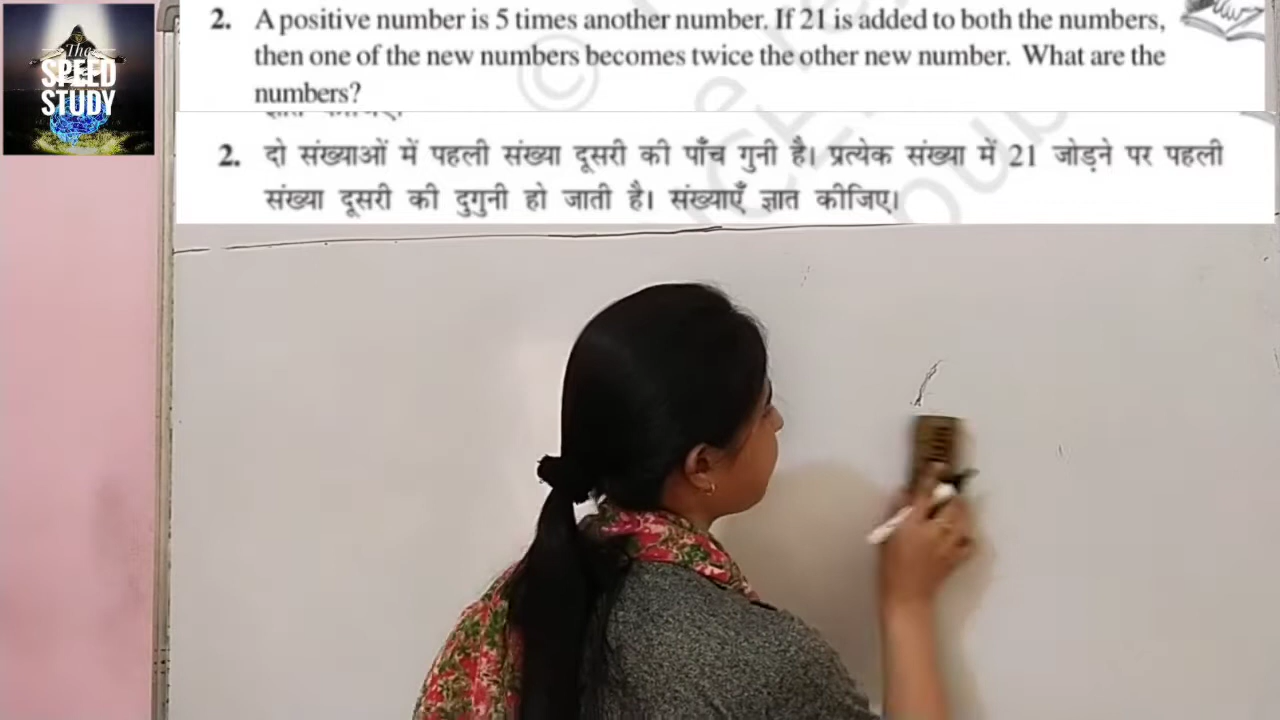 The
SPEED
STUDY
2. A positive number is 5 times another number. If 21 is added to both the numbers,
then one of the new numbers becomes twice the other new number. What are the
numbers?
2. दो संख्याओं में पहली संख्या दूसरी की पाँच गुनी है। प्रत्येक संख्या में 21 जोड़ने पर पहली
संख्या दूसरी की दुगुनी हो जाती है। संख्याएँ ज्ञात कीजिए।